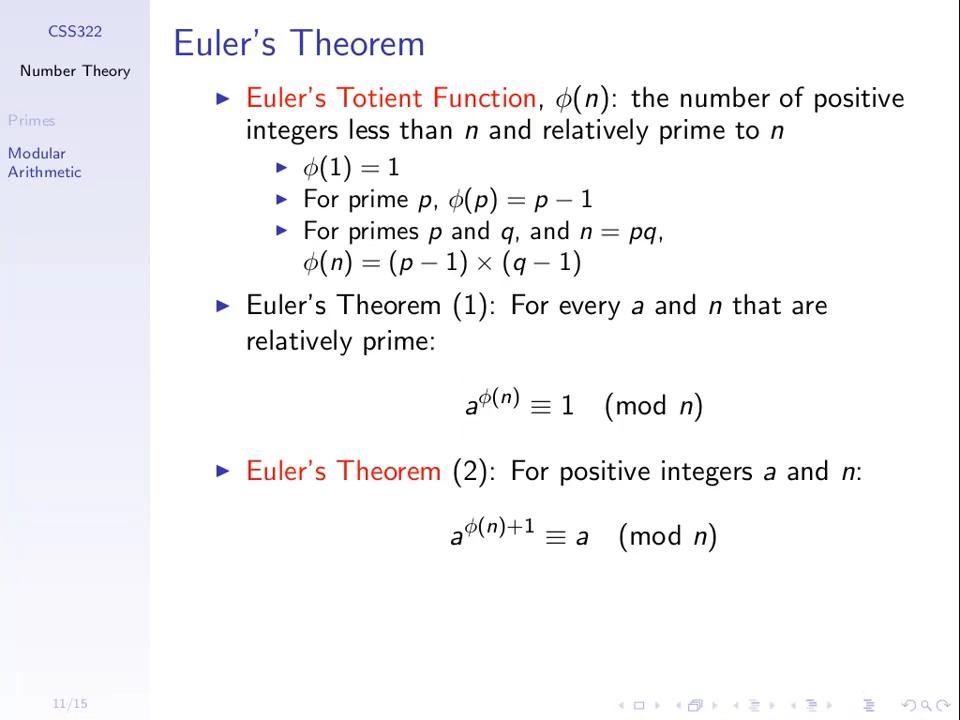 CSS322
Number Theory
Primes
Modular
Arithmetic
Euler's Theorem
▶ Euler's Totient Function, ϕ(n): the number of positive
integers less than n and relatively prime to n
▶ ϕ(1) = 1
▶ For prime p, ϕ(p) = p − 1
▶ For primes p and q, and n = pq,
ϕ(n) = (p − 1) × (q − 1)
▶ Euler's Theorem (1): For every a and n that are
relatively prime:
a^{ϕ(n)} ≡ 1 (mod n)
▶ Euler's Theorem (2): For positive integers a and n:
a^{ϕ(n)+1} ≡ a (mod n)
11/15